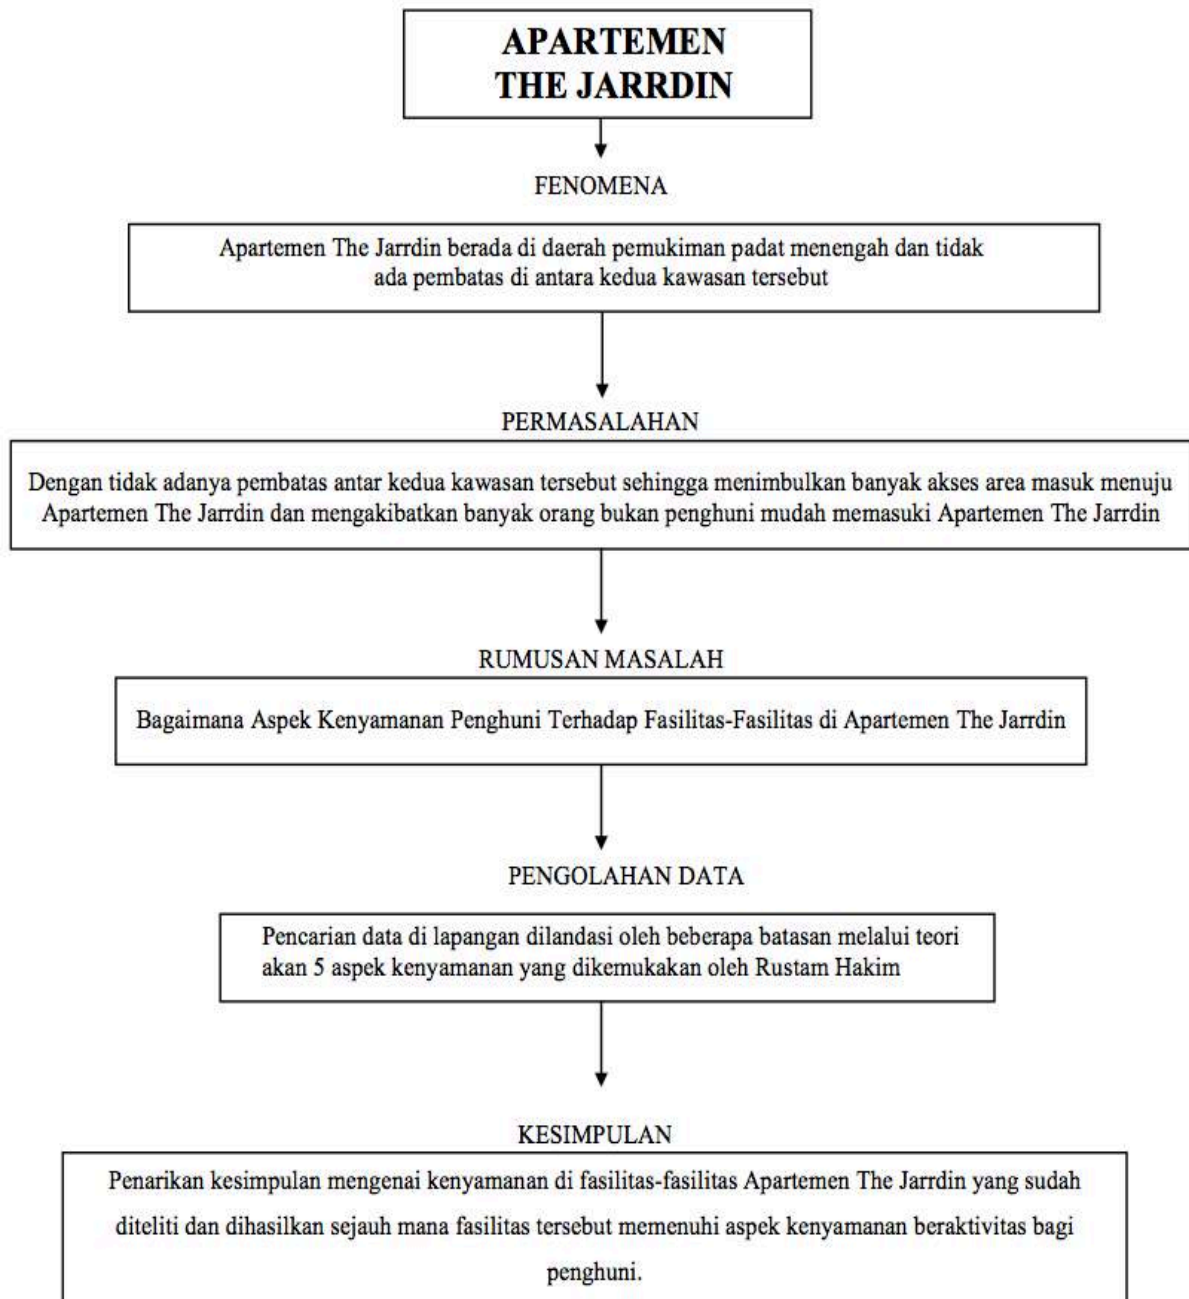 APARTEMEN
THE JARRDIN
FENOMENA
Apartemen The Jarrdin berada di daerah pemukiman padat menengah dan tidak
ada pembatas di antara kedua kawasan tersebut
PERMASALAHAN
Dengan tidak adanya pembatas antar kedua kawasan tersebut sehingga menimbulkan banyak akses area masuk menuju
Apartemen The Jarrdin dan mengakibatkan banyak orang bukan penghuni mudah memasuki Apartemen The Jarrdin
RUMUSAN MASALAH
Bagaimana Aspek Kenyamanan Penghuni Terhadap Fasilitas-Fasilitas di Apartemen The Jarrdin
PENGOLAHAN DATA
Pencarian data di lapangan dilandasi oleh beberapa batasan melalui teori
akan 5 aspek kenyamanan yang dikemukakan oleh Rustam Hakim
KESIMPULAN
Penarikan kesimpulan mengenai kenyamanan di fasilitas-fasilitas Apartemen The Jarrdin yang sudah
diteliti dan dihasilkan sejauh mana fasilitas tersebut memenuhi aspek kenyamanan beraktivitas bagi
penghuni.